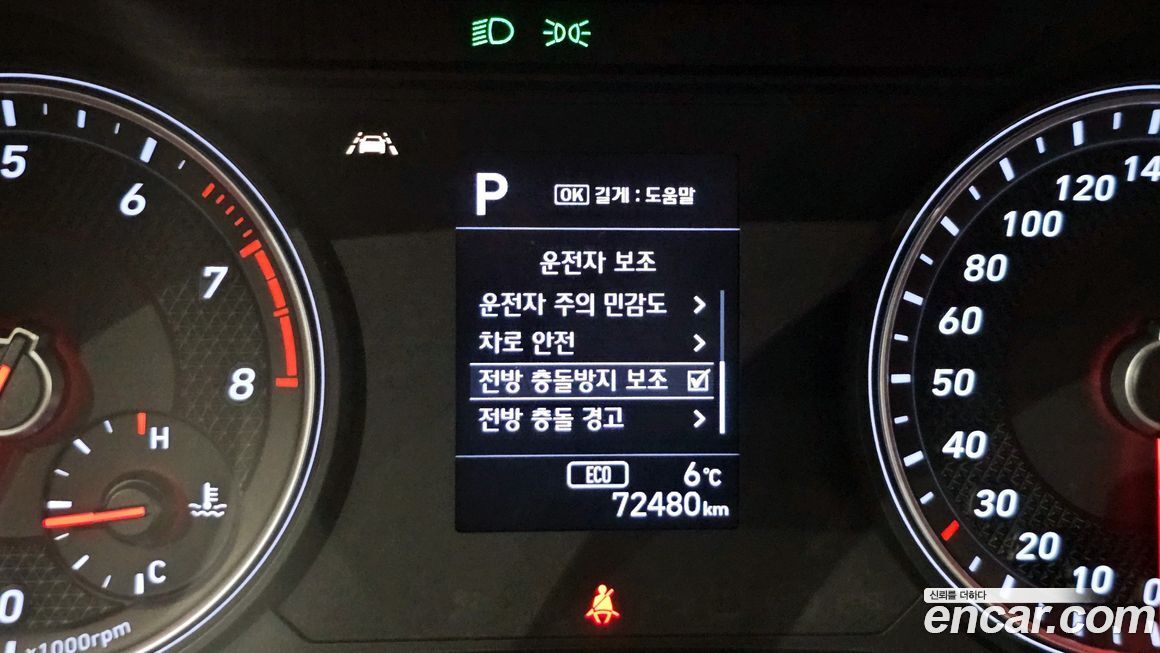 P
OK 길게 : 도움말
운전자 보조
운전자 주의 민감도
차로 안전
전방 충돌방지 보조
전방 충돌 경고
ECO
6℃
72480 km
5
6
7
8
H
C
0
x1000rpm
120
100
80
60
50
40
30
20
10
신뢰를 더하다
encar.com